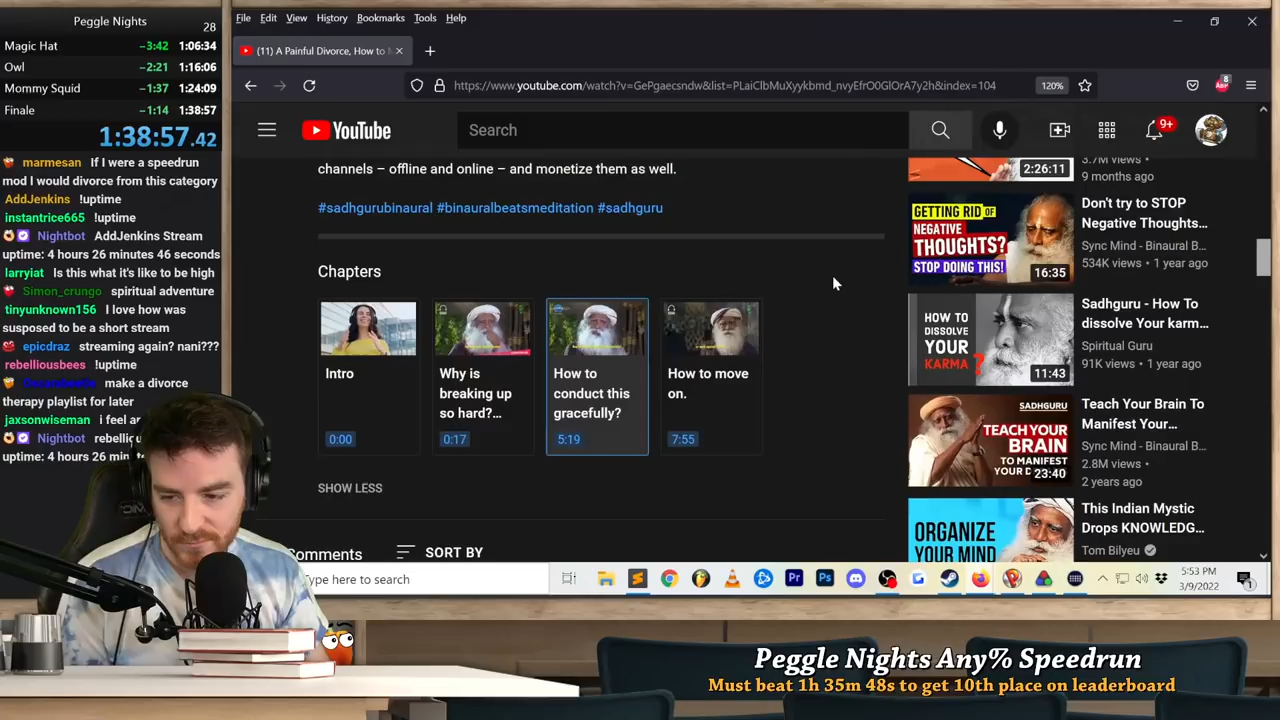 Peggle Nights
28
Magic Hat -3:42 1:06:34
Owl -2:21 1:16:06
Mommy Squid -1:37 1:24:09
Finale -1:14 1:38:57
1:38:57.42
marmesan If I were a speedrun
mod I would divorce from this category
AddJenkins !uptime
instantrice665 !uptime
Nightbot AddJenkins Stream
uptime: 4 hours 26 minutes 46 seconds
larryiat Is this what it's like to be high
Simon_crungo spiritual adventure
tinyunknown156 I love how was
susposed to be a short stream
epicdraz streaming again? nani???
rebelliousbees !uptime
make a divorce
therapy playlist for later
jaxsonwiseman i feel ar
Nightbot rebellio
uptime: 4 hours 26 min
File Edit View History Bookmarks Tools Help
(11) A Painful Divorce, How to
https://www.youtube.com/watch?v=GePgaecsndw&list=PLaiClbMuXyykbmd_nvyEfrO0GlOrA7y2h&index=104
120%
8
ABP
YouTube
Search
9+
channels – offline and online – and monetize them as well.
#sadhgurubinaural #binauralbeatsmeditation #sadhguru
Chapters
Intro
0:00
Why is
breaking up
so hard?...
0:17
How to
conduct this
gracefully?
5:19
How to move
on.
7:55
SHOW LESS
Comments
SORT BY
2:26:11
3.7M views •
9 months ago
GETTING RID OF
NEGATIVE
THOUGHTS?
STOP DOING THIS!
16:35
Don't try to STOP
Negative Thoughts...
Sync Mind - Binaural B...
534K views • 1 year ago
HOW TO
DISSOLVE
YOUR
KARMA ?
11:43
Sadhguru - How To
dissolve Your karm...
Spiritual Guru
91K views • 1 year ago
SADHGURU
TEACH YOUR
BRAIN
TO
MANIFEST
23:40
Teach Your Brain To
Manifest Your...
Sync Mind - Binaural B...
2.8M views •
2 years ago
ORGANIZE
YOUR MIND
This Indian Mystic
Drops KNOWLEDG...
Tom Bilyeu
Type here to search
Pr
Ps
5:53 PM
3/9/2022
1
Peggle Nights Any% Speedrun
Must beat 1h 35m 48s to get 10th place on leaderboard